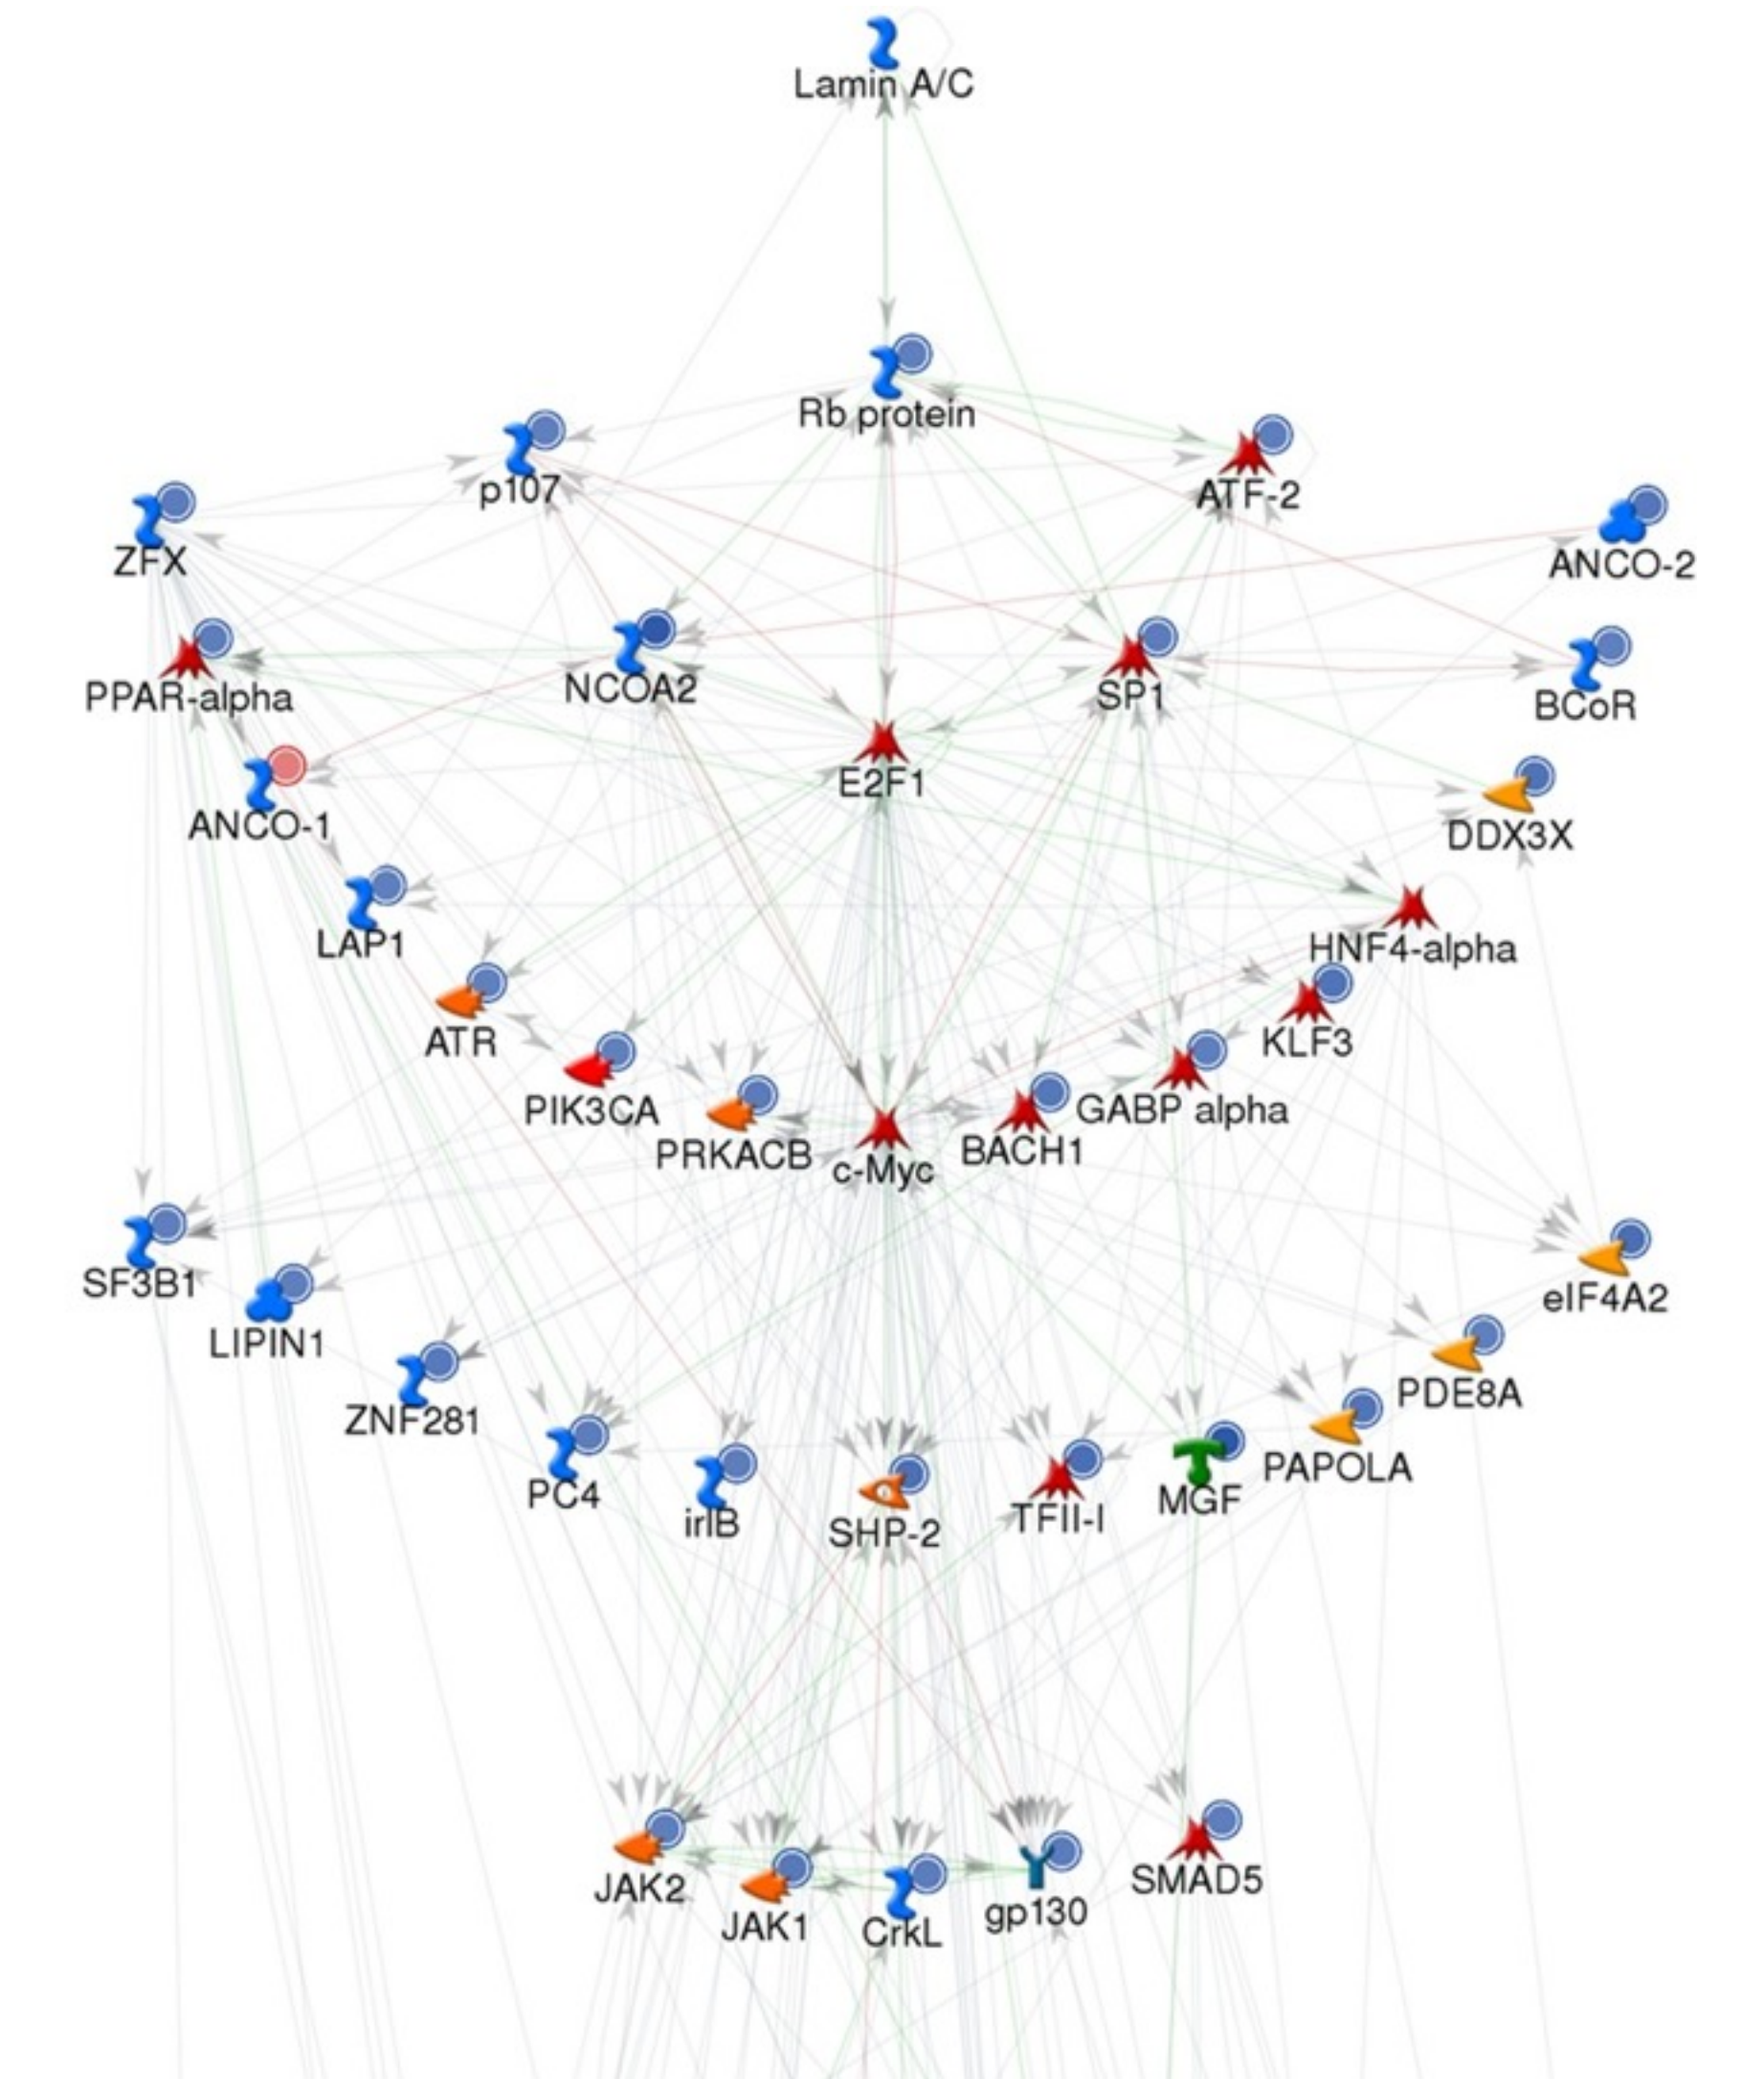 Lamin A/C
Rb protein
p107
ATF-2
ZFX
ANCO-2
PPAR-alpha
NCOA2
SP1
BCoR
E2F1
ANCO-1
DDX3X
LAP1
HNF4-alpha
ATR
KLF3
PIK3CA
GABP alpha
PRKACB
BACH1
c-Myc
SF3B1
eIF4A2
LIPIN1
PDE8A
ZNF281
PAPOLA
PC4
MGF
irlB
TFII-I
SHP-2
JAK2
SMAD5
JAK1
gp130
CrkL